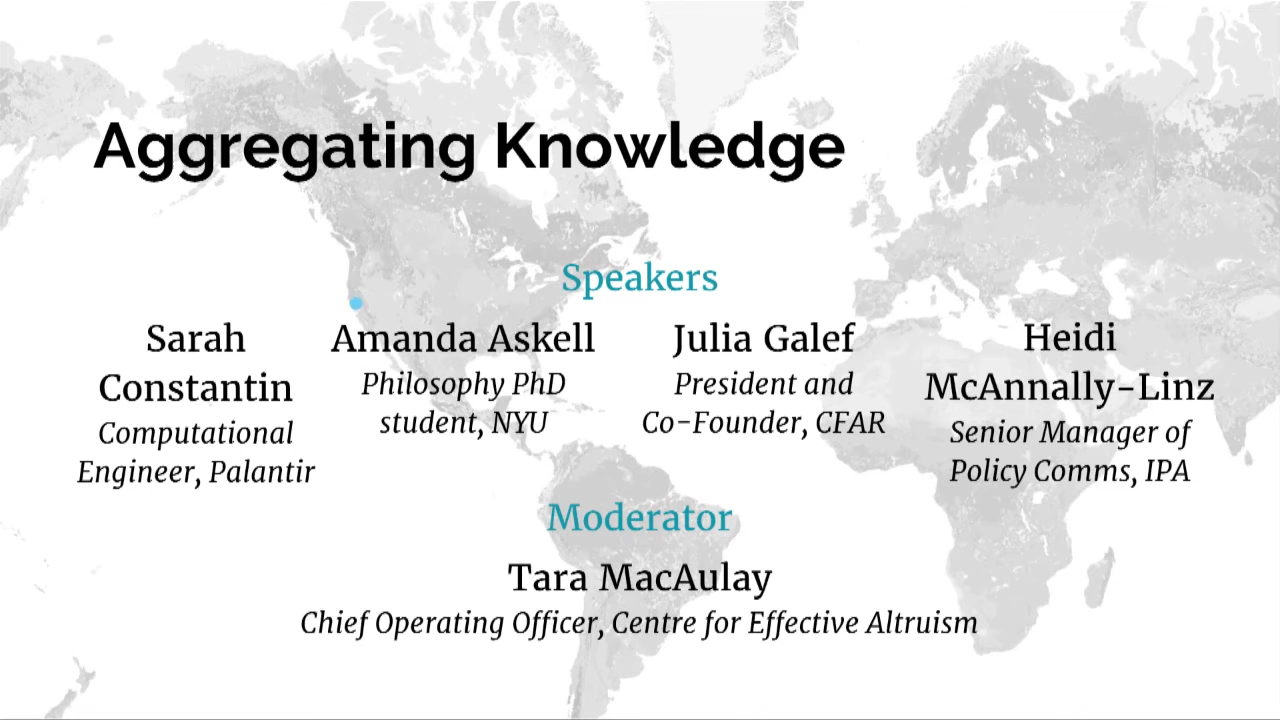 Aggregating Knowledge
Speakers
Sarah
Constantin
Computational
Engineer, Palantir
Amanda Askell
Philosophy PhD
student, NYU
Julia Galef
President and
Co-Founder, CFAR
Heidi
McAnnally-Linz
Senior Manager of
Policy Comms, IPA
Moderator
Tara MacAulay
Chief Operating Officer, Centre for Effective Altruism